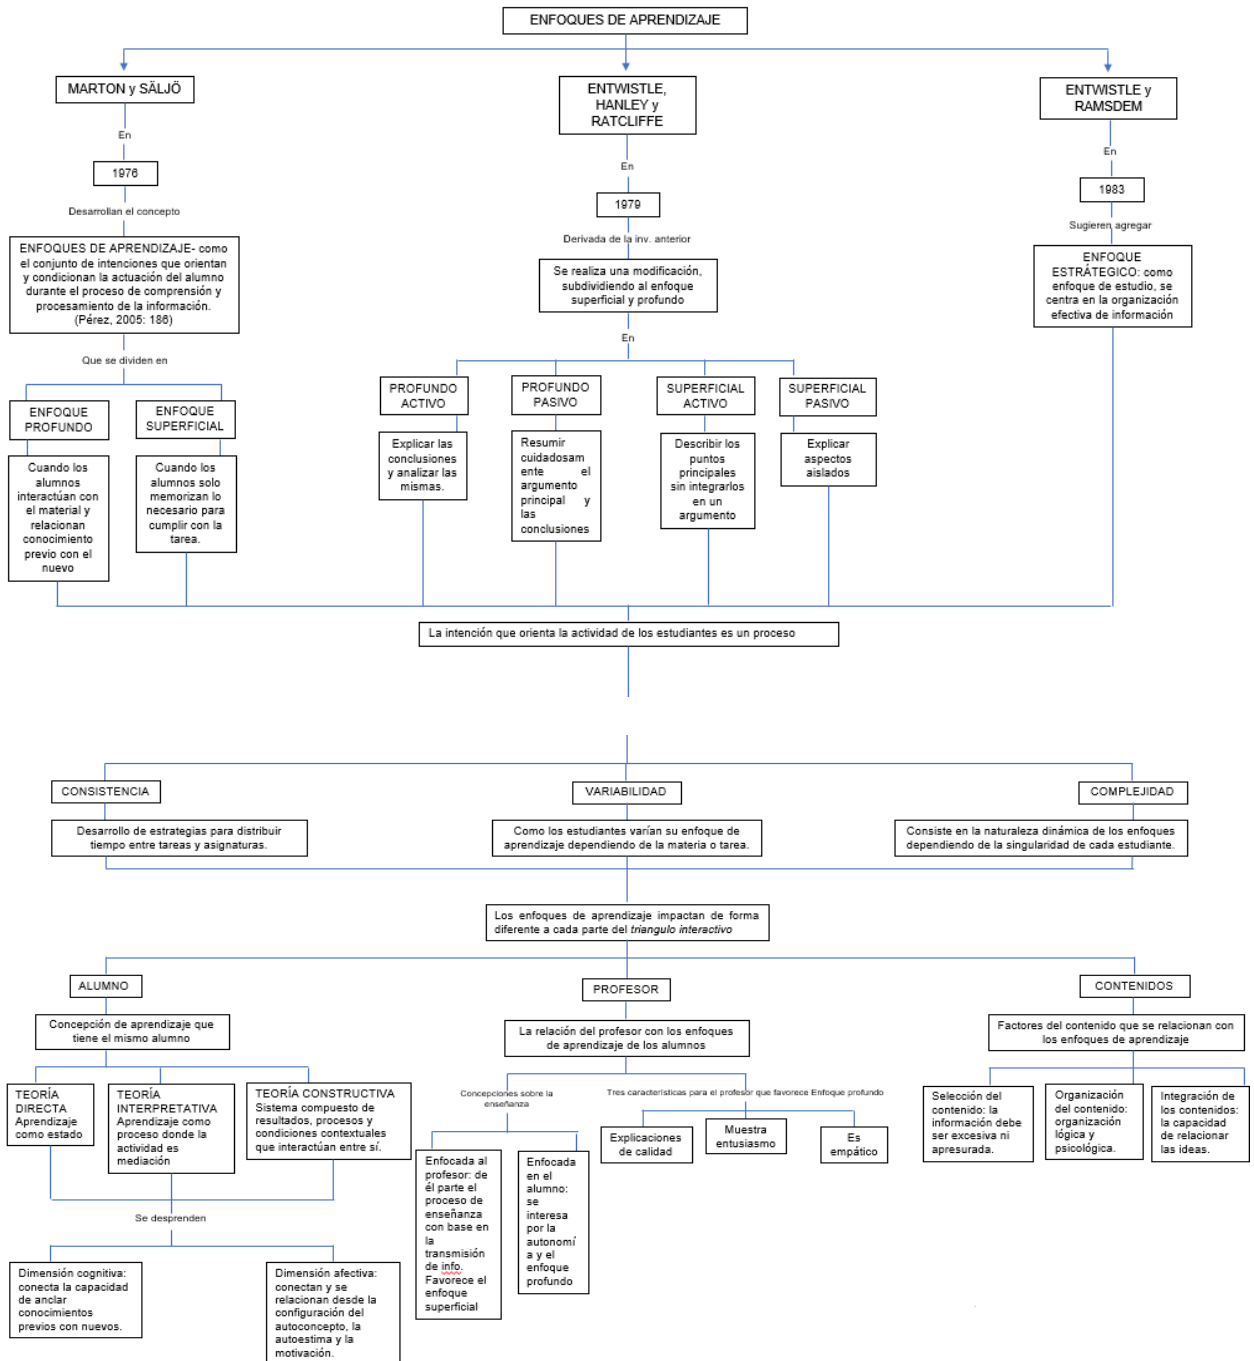 ENFOQUES DE APRENDIZAJE
MARTON y SÄLJÖ
En
1976
Desarrollan el concepto
ENFOQUES DE APRENDIZAJE- como
el conjunto de intenciones que orientan
y condicionan la actuación del alumno
durante el proceso de comprensión y
procesamiento de la información.
(Pérez, 2005: 186)
Que se dividen en
ENFOQUE
PROFUNDO
Cuando los
alumnos
interactúan con
el material y
relacionan
conocimiento
previo con el
nuevo
ENFOQUE
SUPERFICIAL
Cuando los
alumnos solo
memorizan lo
necesario para
cumplir con la
tarea.
ENTWISTLE,
HANLEY y
RATCLIFFE
En
1979
Derivada de la inv. anterior
Se realiza una modificación,
subdividiendo al enfoque
superficial y profundo
En
PROFUNDO
ACTIVO
Explicar las
conclusiones
y analizar las
mismas.
PROFUNDO
PASIVO
Resumir
cuidadosam
ente el
argumento
principal y
las
conclusiones
SUPERFICIAL
ACTIVO
Describir los
puntos
principales
sin integrarlos
en un
argumento
SUPERFICIAL
PASIVO
Explicar
aspectos
aislados
ENTWISTLE y
RAMSDEM
En
1983
Sugieren agregar
ENFOQUE
ESTRÁTEGICO: como
enfoque de estudio, se
centra en la organización
efectiva de información
La intención que orienta la actividad de los estudiantes es un proceso
CONSISTENCIA
Desarrollo de estrategias para distribuir
tiempo entre tareas y asignaturas.
VARIABILIDAD
Como los estudiantes varían su enfoque de
aprendizaje dependiendo de la materia o tarea.
COMPLEJIDAD
Consiste en la naturaleza dinámica de los enfoques
dependiendo de la singularidad de cada estudiante.
Los enfoques de aprendizaje impactan de forma
diferente a cada parte del triangulo interactivo
ALUMNO
Concepción de aprendizaje que
tiene el mismo alumno
TEORÍA
DIRECTA
Aprendizaje
como estado
TEORÍA
INTERPRETATIVA
Aprendizaje como
proceso donde la
actividad es
mediación
TEORÍA CONSTRUCTIVA
Sistema compuesto de
resultados, procesos y
condiciones contextuales
que interactúan entre sí.
Se desprenden
Dimensión cognitiva:
conecta la capacidad
de anclar
conocimientos
previos con nuevos.
Dimensión afectiva:
conectan y se
relacionan desde la
configuración del
autoconcepto, la
autoestima y la
motivación.
PROFESOR
La relación del profesor con los enfoques
de aprendizaje de los alumnos
Concepciones sobre la
enseñanza
Enfocada al
profesor: de
él parte el
proceso de
enseñanza
con base en
la
transmisión
de info.
Favorece el
enfoque
superficial
Enfocada
en el
alumno:
se
interesa
por la
autonomí
a y el
enfoque
profundo
Tres características para el profesor que favorece Enfoque profundo
Explicaciones
de calidad
Muestra
entusiasmo
Es
empático
CONTENIDOS
Factores del contenido que se relacionan con
los enfoques de aprendizaje
Selección del
contenido: la
información debe
ser excesiva ni
apresurada.
Organización
del contenido:
organización
lógica y
psicológica.
Integración de
los contenidos:
la capacidad
de relacionar
las ideas.